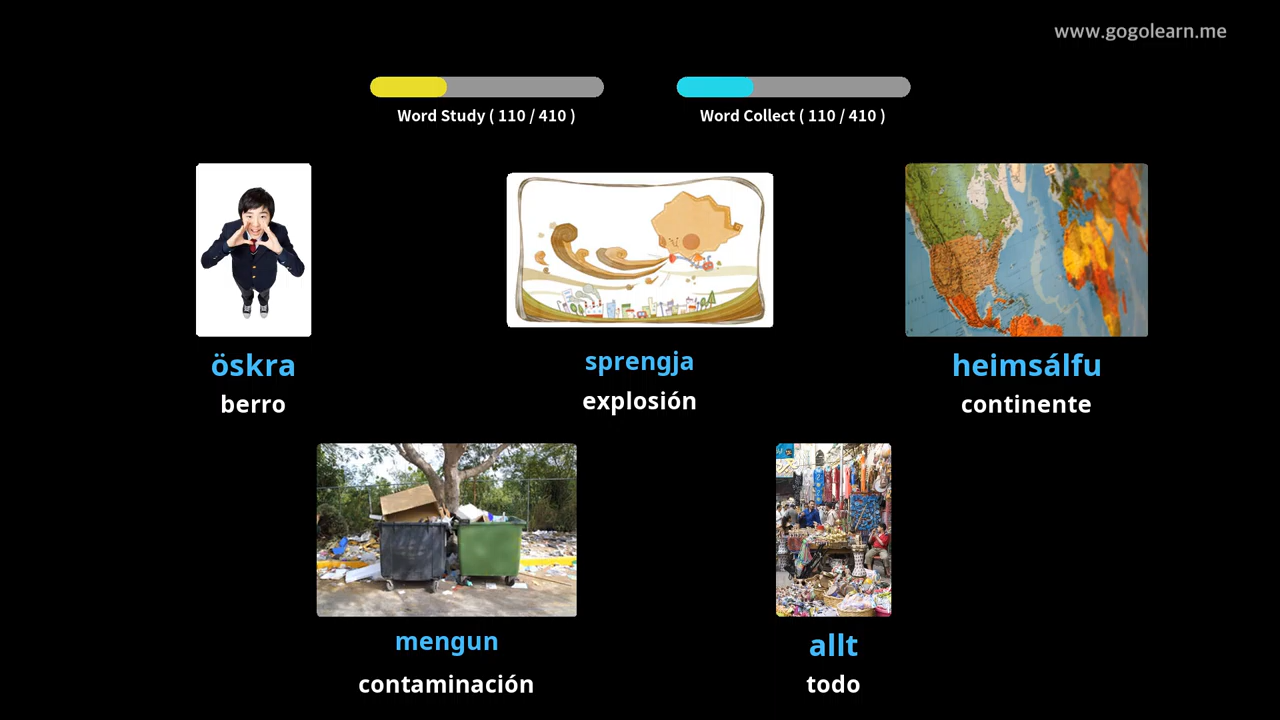 www.gogolearn.me
Word Study ( 110 / 410 )
Word Collect ( 110 / 410 )
öskra
berro
sprengja
explosión
heimsálfu
continente
mengun
contaminación
allt
todo